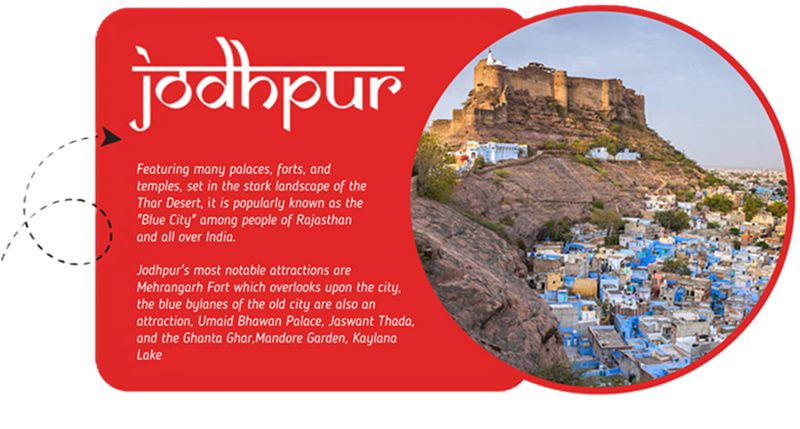 jodhpur
Featuring many palaces, forts, and
temples, set in the stark landscape of the
Thar Desert, it is popularly known as the
"Blue City" among people of Rajasthan
and all over India.
Jodhpur's most notable attractions are
Mehrangarh Fort which overlooks upon the city,
the blue bylanes of the old city are also an
attraction, Umaid Bhawan Palace, Jaswant Thada,
and the Ghanta Ghar,Mandore Garden, Kaylana
Lake